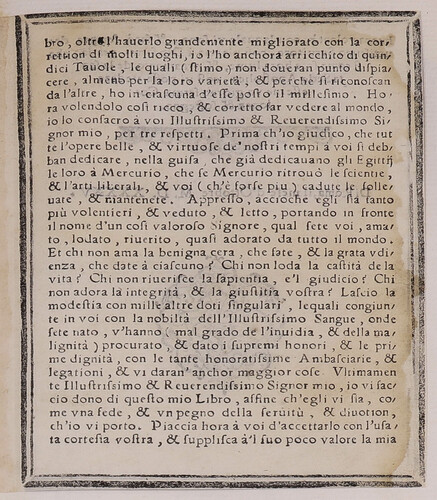 bro, oltre l'hauerlo grandemente migliorato con la cor/
rettion di molti luoghi, io l'ho anchora arricchito di quin/
dici Tauole, le quali (stimo) non doueran punto dispia/
cere, almeno per la loro varietà, & perche si riconoscan
da l'altre, ho in ciascuna d'esse posto il millesimo. Ho
ra volendolo così ricco, & corretto far vedere al mondo,
io lo consacro à voi Illustrissimo & Reuerendissimo Si
gnor mio, per tre rispetti. Prima ch'io giudico, che tut
te l'opere belle, & virtuose de' nostri tempi à voi si deb/
ban dedicare, nella guisa, che già dedicauano gli Egittij
le loro à Mercurio, che se Mercurio ritrouò le scientie,
& l'arti liberali, & voi (ch'è forse piu) cadute le solle/
uate & mantenete. Appresso, accioche egli sia tanto
più volentieri, & veduto, & letto, portando in fronte
il nome d'un così valoroso Signore, qual sete voi, ama/
to, lodato, riuerito, quasi adorato da tutto il mondo.
Et chi non ama la benigna cera, che fate, & la grata vdi
enza, che date à ciascuno? Chi non loda la castità de la
vita? Chi non riuerisce la sapientia, e'l giudicio? Chi
non adora la integrità, & la giustitia vostra? Lascio la
modestia con mille altre doti singulari, lequali congiun
te in voi con la nobiltà dell'Illustrissimo Sangue, onde
sete nato, v'hanno (mal grado de l'inuidia, & della ma
lignità) procurato, & dato i supremi honori, & le pri
me dignità, con le tante honoratissime Ambasciarie, &
legationi, & vi daran' anchor maggior cose. Vltimamen
te Illustrissimo & Reuerendissimo Signor mio, io vi fac
cio dono di questo mio Libro, affine ch'egli vi sia, co/
me vna fede, & vn pegno della seruitù, & diuotion,
ch'io vi porto. Piaccia hora à voi d'accettarlo con l'vsa/
ta cortesia vostra, & supplisca à'l suo poco valore la mia